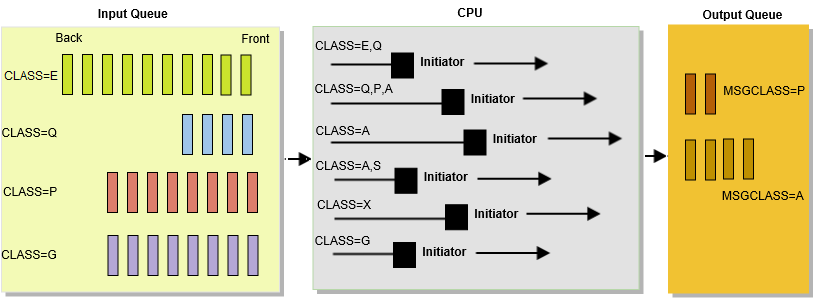 Input Queue
Back
Front
CLASS=E
CLASS=Q
CLASS=P
CLASS=G
CPU
CLASS=E,Q
Initiator
CLASS=Q,P,A
Initiator
CLASS=A
Initiator
CLASS=A,S
Initiator
CLASS=X
Initiator
CLASS=G
Initiator
Output Queue
MSGCLASS=P
MSGCLASS=A